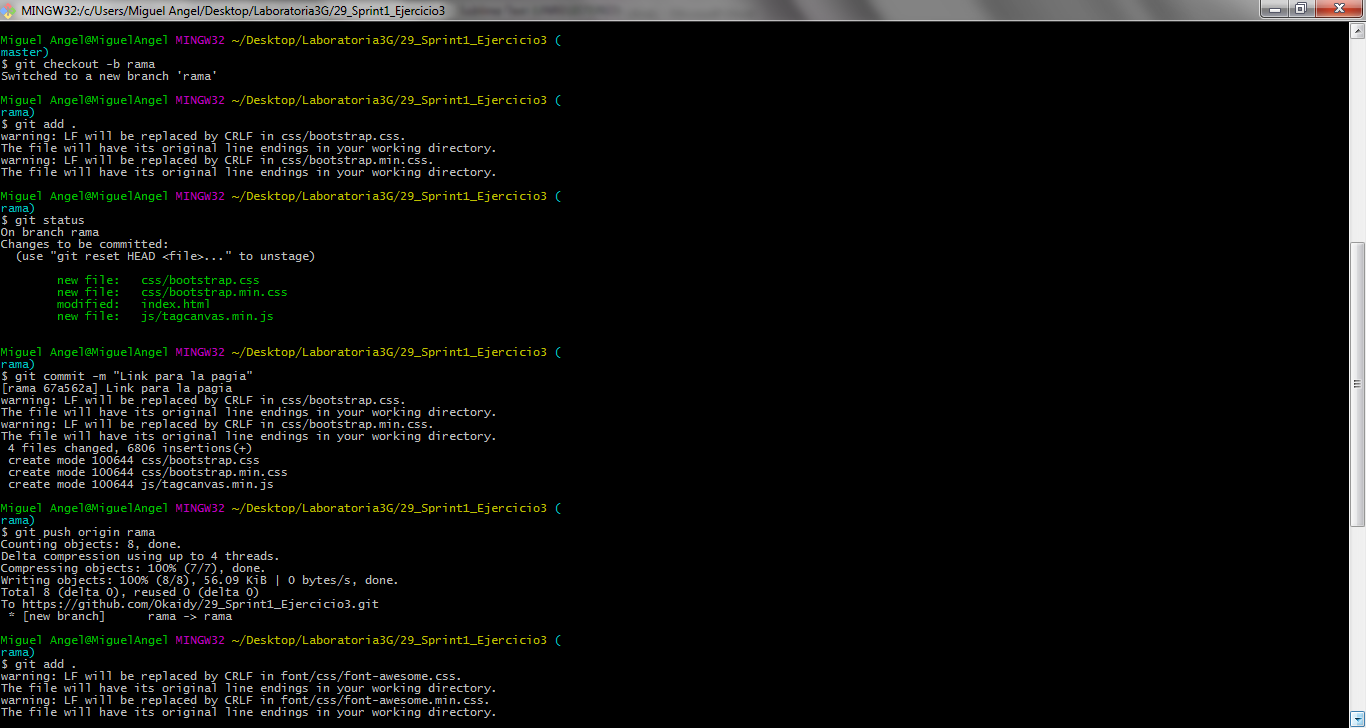 MINGW32:/c/Users/Miguel Angel/Desktop/Laboratoria3G/29_Sprint1_Ejercicio3
Miguel Angel@MiguelAngel MINGW32 ~/Desktop/Laboratoria3G/29_Sprint1_Ejercicio3 (
master)
$ git checkout -b rama
Switched to a new branch 'rama'
Miguel Angel@MiguelAngel MINGW32 ~/Desktop/Laboratoria3G/29_Sprint1_Ejercicio3 (
rama)
$ git add .
warning: LF will be replaced by CRLF in css/bootstrap.css.
The file will have its original line endings in your working directory.
warning: LF will be replaced by CRLF in css/bootstrap.min.css.
The file will have its original line endings in your working directory.
Miguel Angel@MiguelAngel MINGW32 ~/Desktop/Laboratoria3G/29_Sprint1_Ejercicio3 (
rama)
$ git status
On branch rama
Changes to be committed:
  (use "git reset HEAD <file>..." to unstage)
        new file:   css/bootstrap.css
        new file:   css/bootstrap.min.css
        modified:   index.html
        new file:   js/tagcanvas.min.js
Miguel Angel@MiguelAngel MINGW32 ~/Desktop/Laboratoria3G/29_Sprint1_Ejercicio3 (
rama)
$ git commit -m "Link para la pagia"
[rama 67a562a] Link para la pagia
warning: LF will be replaced by CRLF in css/bootstrap.css.
The file will have its original line endings in your working directory.
warning: LF will be replaced by CRLF in css/bootstrap.min.css.
The file will have its original line endings in your working directory.
 4 files changed, 6806 insertions(+)
 create mode 100644 css/bootstrap.css
 create mode 100644 css/bootstrap.min.css
 create mode 100644 js/tagcanvas.min.js
Miguel Angel@MiguelAngel MINGW32 ~/Desktop/Laboratoria3G/29_Sprint1_Ejercicio3 (
rama)
$ git push origin rama
Counting objects: 8, done.
Delta compression using up to 4 threads.
Compressing objects: 100% (7/7), done.
Writing objects: 100% (8/8), 56.09 KiB | 0 bytes/s, done.
Total 8 (delta 0), reused 0 (delta 0)
To https://github.com/Okaidy/29_Sprint1_Ejercicio3.git
 * [new branch]      rama -> rama
Miguel Angel@MiguelAngel MINGW32 ~/Desktop/Laboratoria3G/29_Sprint1_Ejercicio3 (
rama)
$ git add .
warning: LF will be replaced by CRLF in font/css/font-awesome.css.
The file will have its original line endings in your working directory.
warning: LF will be replaced by CRLF in font/css/font-awesome.min.css.
The file will have its original line endings in your working directory.